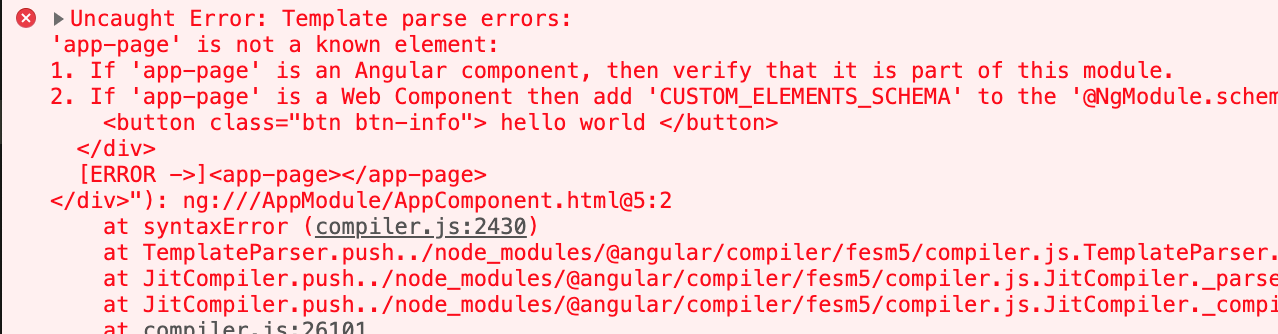 Uncaught Error: Template parse errors:
'app-page' is not a known element:
1. If 'app-page' is an Angular component, then verify that it is part of this module.
2. If 'app-page' is a Web Component then add 'CUSTOM_ELEMENTS_SCHEMA' to the '@NgModule.schem
<button class="btn btn-info"> hello world </button>
</div>
[ERROR ->]<app-page></app-page>
</div>"): ng:///AppModule/AppComponent.html@5:2
at syntaxError (compiler.js:2430)
at TemplateParser.push../node_modules/@angular/compiler/fesm5/compiler.js.TemplateParser.
at JitCompiler.push../node_modules/@angular/compiler/fesm5/compiler.js.JitCompiler._parse
at JitCompiler.push../node_modules/@angular/compiler/fesm5/compiler.js.JitCompiler._compi
at compiler.js:26101